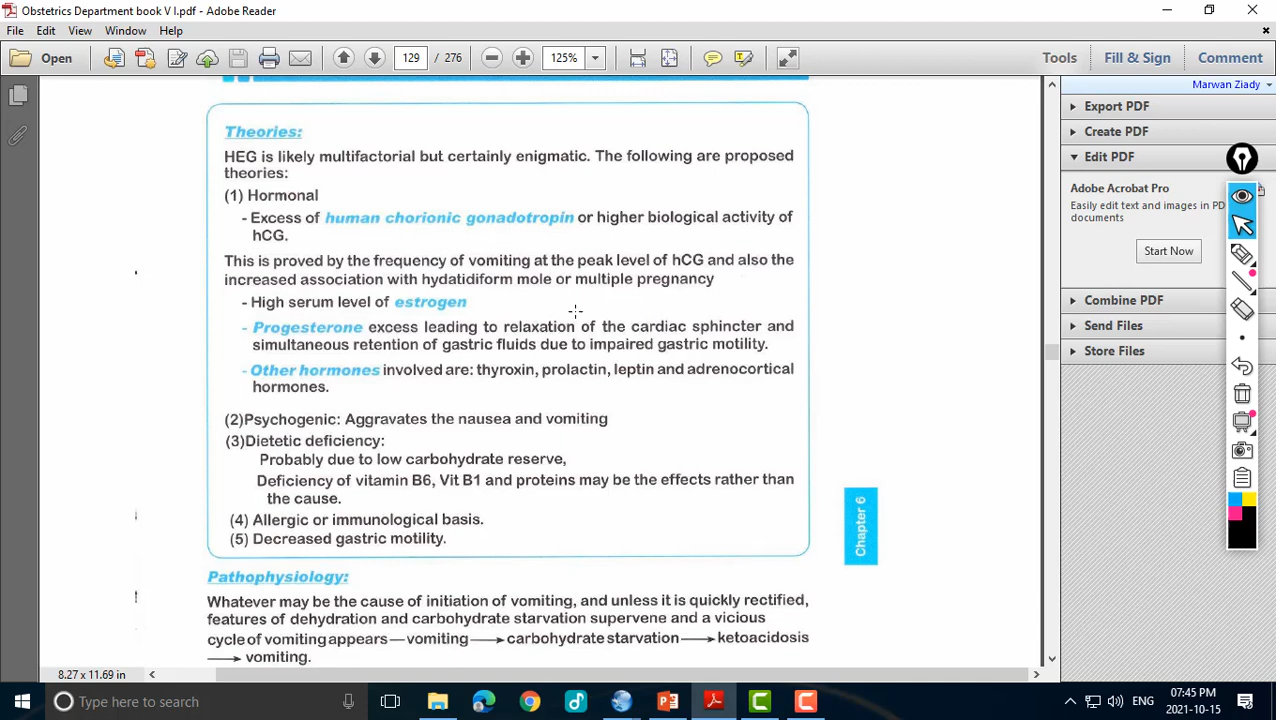 Obstetrics Department book V I.pdf - Adobe Reader
File Edit View Window Help
Open 129 / 276 125% Tools Fill & Sign Comment
Marwan Ziady
Export PDF
Create PDF
Edit PDF
Adobe Acrobat Pro
Easily edit text and images in PD
documents
Start Now
Combine PDF
Send Files
Store Files
Theories:
HEG is likely multifactorial but certainly enigmatic. The following are proposed
theories:
(1) Hormonal
- Excess of human chorionic gonadotropin or higher biological activity of
hCG.
This is proved by the frequency of vomiting at the peak level of hCG and also the
increased association with hydatidiform mole or multiple pregnancy
- High serum level of estrogen
- Progesterone excess leading to relaxation of the cardiac sphincter and
simultaneous retention of gastric fluids due to impaired gastric motility.
- Other hormones involved are: thyroxin, prolactin, leptin and adrenocortical
hormones.
(2)Psychogenic: Aggravates the nausea and vomiting
(3)Dietetic deficiency:
Probably due to low carbohydrate reserve,
Deficiency of vitamin B6, Vit B1 and proteins may be the effects rather than
the cause.
(4) Allergic or immunological basis.
(5) Decreased gastric motility.
Chapter 6
Pathophysiology:
Whatever may be the cause of initiation of vomiting, and unless it is quickly rectified,
features of dehydration and carbohydrate starvation supervene and a vicious
cycle of vomiting appears — vomiting → carbohydrate starvation → ketoacidosis
→ vomiting.
8.27 x 11.69 in
Type here to search
ENG
07:45 PM
2021-10-15